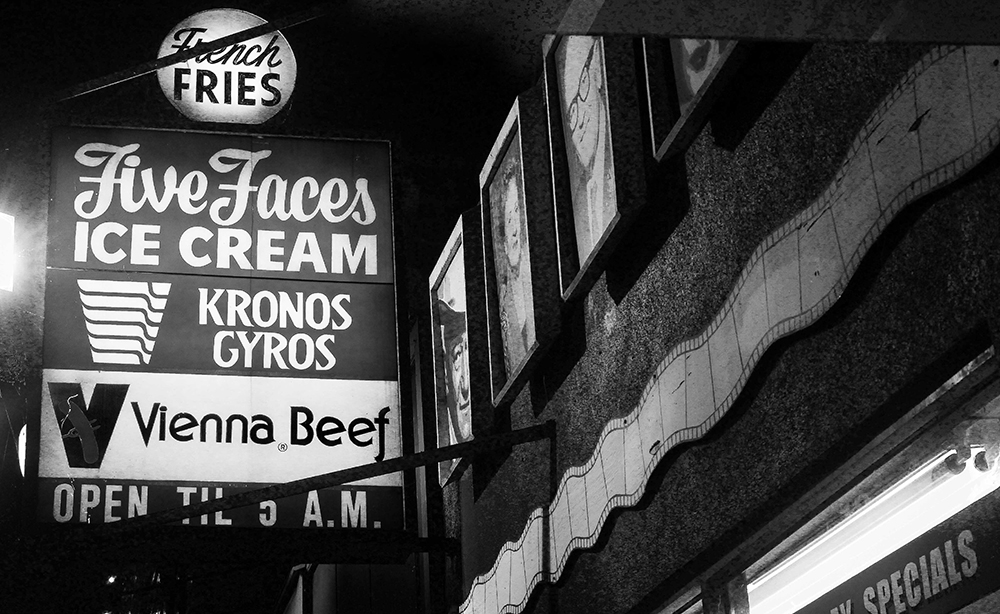 French
FRIES
Five Faces
ICE CREAM
KRONOS
GYROS
Vienna Beef
®
OPEN TIL 5 A.M.
SPECIALS